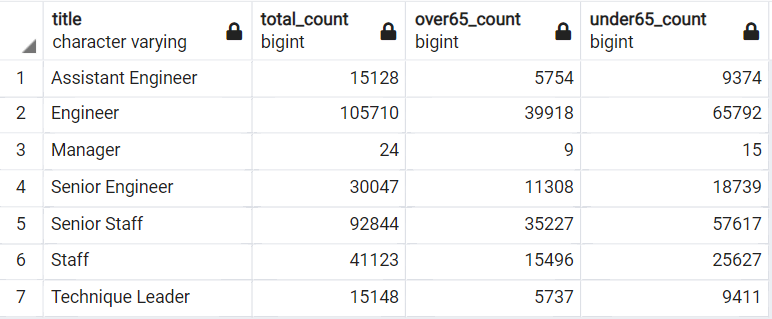 title total_count over65_count under65_count
character varying bigint bigint bigint
1 Assistant Engineer 15128 5754 9374
2 Engineer 105710 39918 65792
3 Manager 24 9 15
4 Senior Engineer 30047 11308 18739
5 Senior Staff 92844 35227 57617
6 Staff 41123 15496 25627
7 Technique Leader 15148 5737 9411